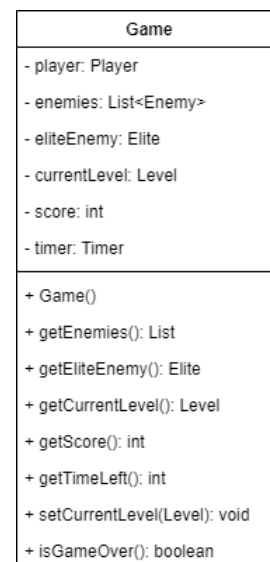 Game
- player: Player
- enemies: List<Enemy>
- eliteEnemy: Elite
- currentLevel: Level
- score: int
- timer: Timer
+ Game()
+ getEnemies(): List
+ getEliteEnemy(): Elite
+ getCurrentLevel(): Level
+ getScore(): int
+ getTimeLeft(): int
+ setCurrentLevel(Level): void
+ isGameOver(): boolean